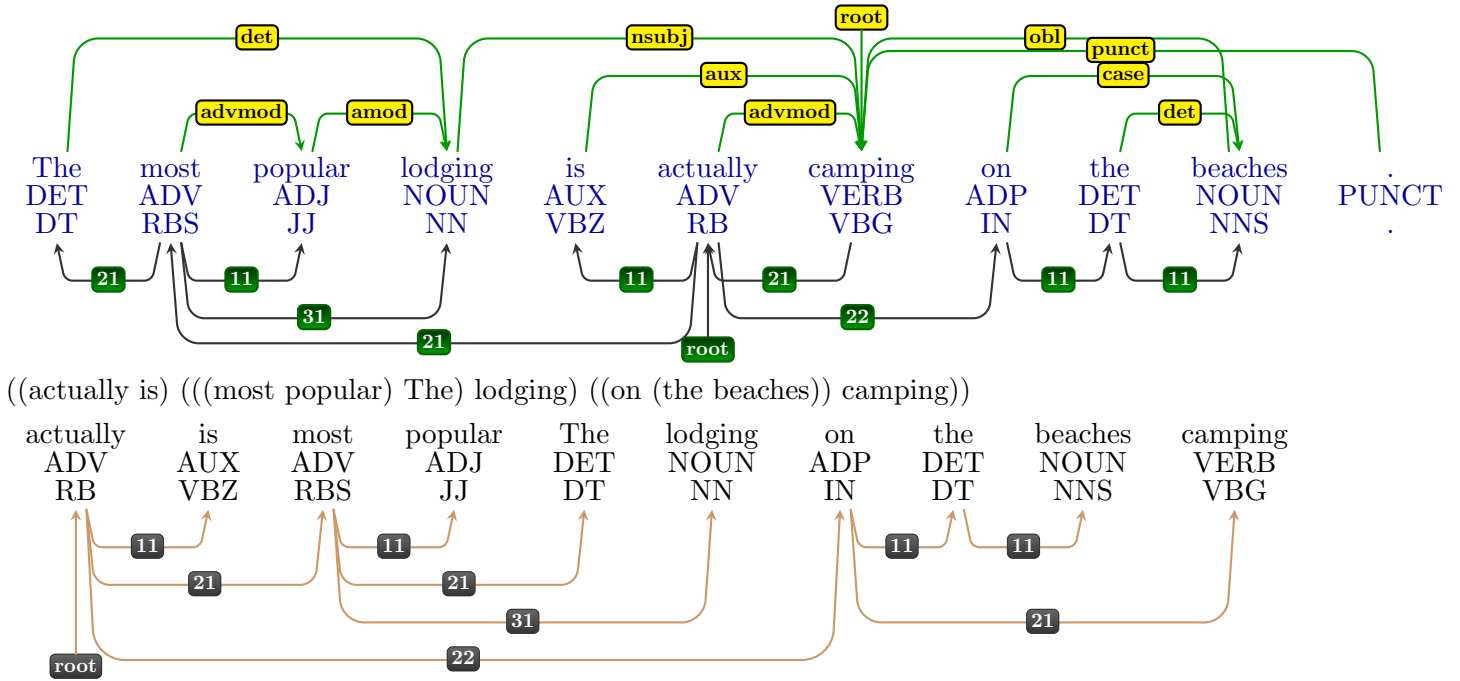 root
det nsubj obl
punct
aux case
advmod amod advmod det
The most popular lodging is actually camping on the beaches .
DET ADV ADJ NOUN AUX ADV VERB ADP DET NOUN PUNCT
DT RBS JJ NN VBZ RB VBG IN DT NNS .
21 11 11 21 11 11
31 22
21 root
((actually is) (((most popular) The) lodging) ((on (the beaches)) camping))
actually is most popular The lodging on the beaches camping
ADV AUX ADV ADJ DET NOUN ADP DET NOUN VERB
RB VBZ RBS JJ DT NN IN DT NNS VBG
11 11 11 11
21 21
31 21
root 22